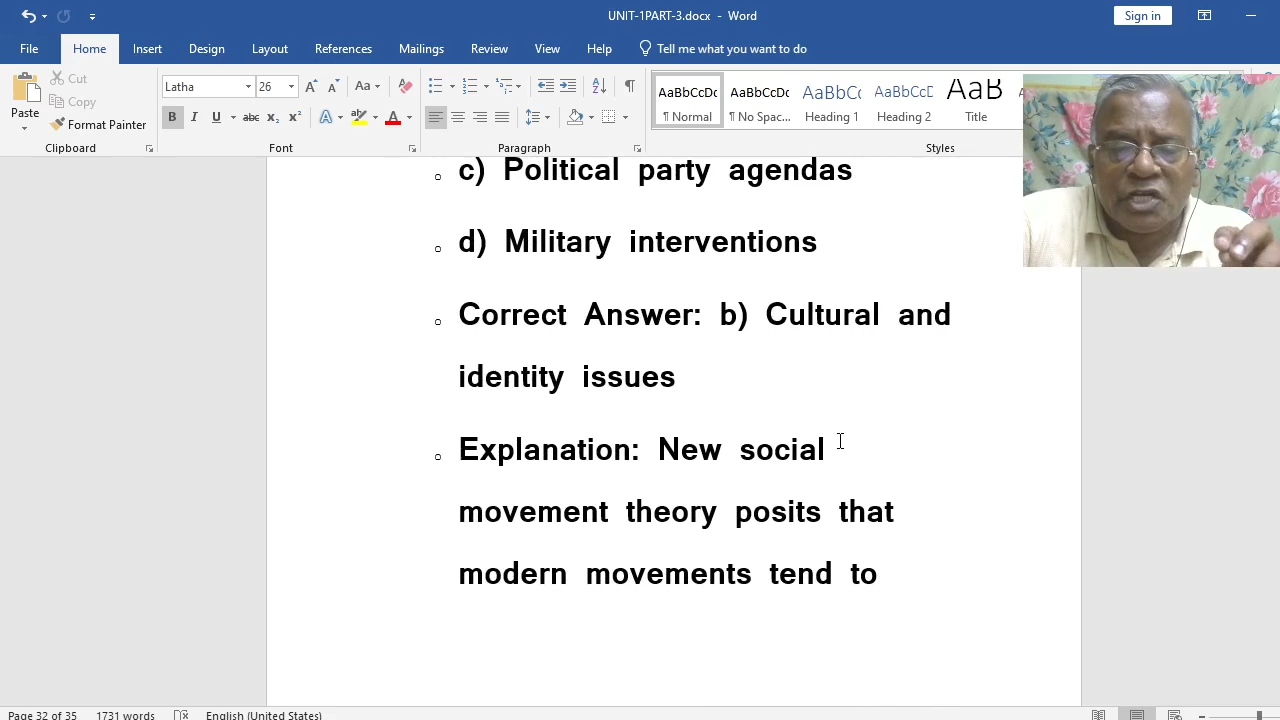 UNIT-1PART-3.docx - Word
Sign in
File Home Insert Design Layout References Mailings Review View Help Tell me what you want to do
Paste
Cut
Copy
Format Painter
Clipboard
Latha 26
Aa
B I U abc x₂ x²
A A
Font
Paragraph
AaBbCcDc AaBbCcDc AaBbCc AaBbCcD AaB
¶ Normal ¶ No Spac... Heading 1 Heading 2 Title
Styles
c) Political party agendas
d) Military interventions
Correct Answer: b) Cultural and
identity issues
Explanation: New social
movement theory posits that
modern movements tend to
Page 32 of 35 1731 words English (United States)